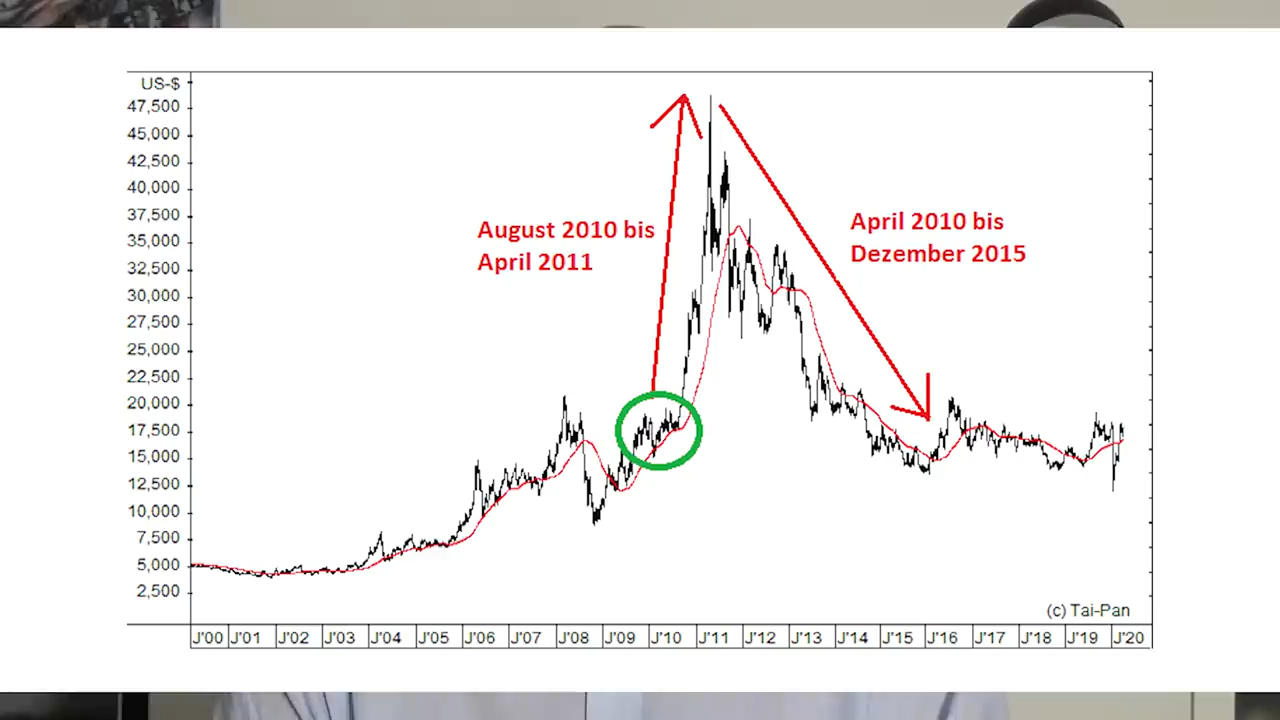 US-$
47,500
45,000
42,500
40,000
37,500
35,000
32,500
30,000
27,500
25,000
22,500
20,000
17,500
15,000
12,500
10,000
7,500
5,000
2,500
August 2010 bis
April 2011
April 2010 bis
Dezember 2015
(c) Tai-Pan
J'00 J'01 J'02 J'03 J'04 J'05 J'06 J'07 J'08 J'09 J'10 J'11 J'12 J'13 J'14 J'15 J'16 J'17 J'18 J'19 J'20